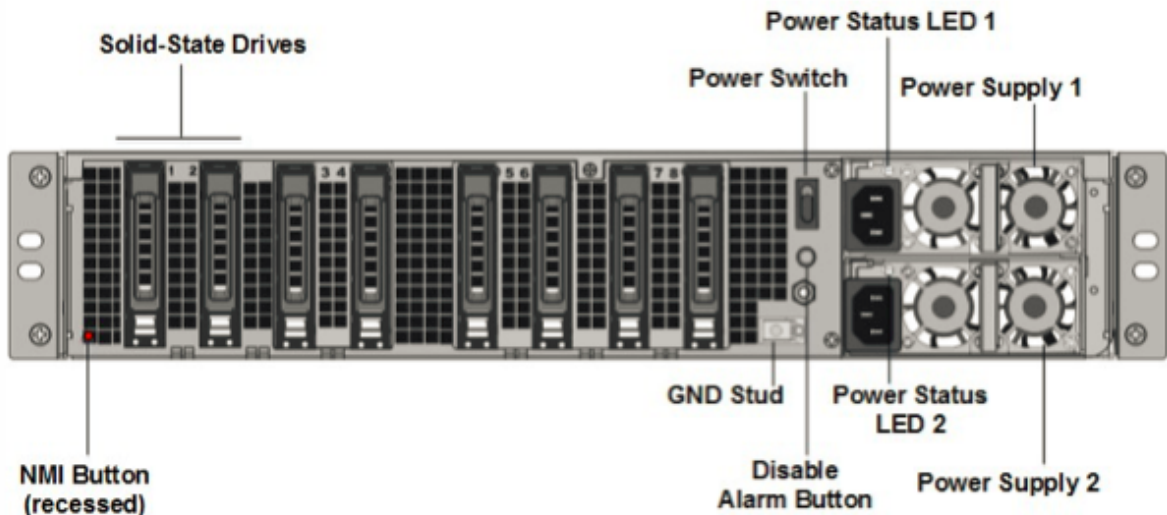 Power Status LED 1
Solid-State Drives
Power Switch
Power Supply 1
1 2
3 4
5 6
7 8
GND Stud
Power Status
LED 2
NMI Button
(recessed)
Disable
Alarm Button
Power Supply 2